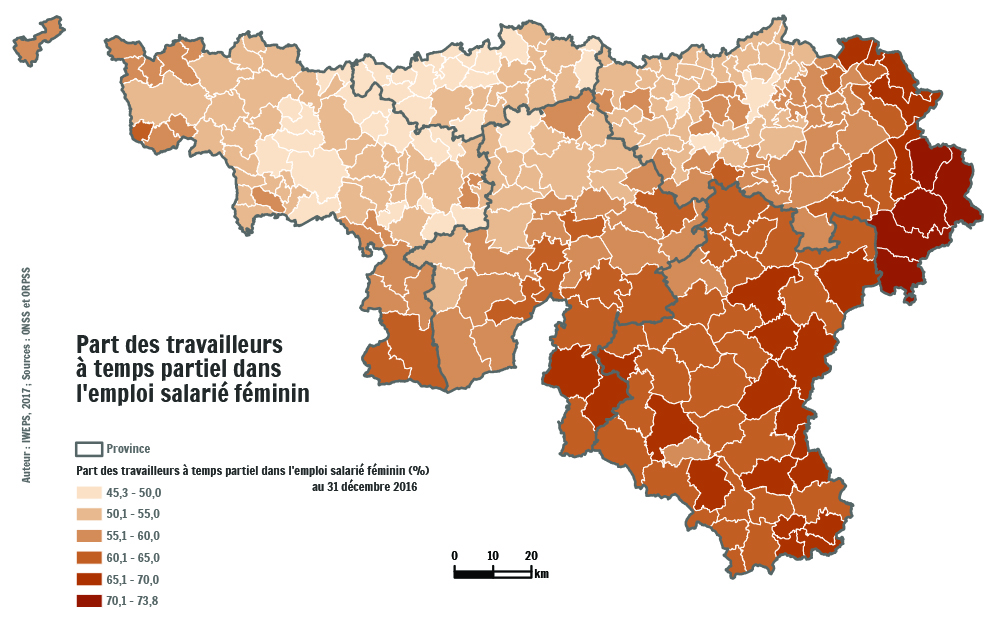 Part des travailleurs
à temps partiel dans
l'emploi salarié féminin
Auteur : IWEPS, 2017 ; Sources : ONSS et ORPSS
Province
Part des travailleurs à temps partiel dans l'emploi salarié féminin (%)
au 31 décembre 2016
45,3 - 50,0
50,1 - 55,0
55,1 - 60,0
60,1 - 65,0
65,1 - 70,0
70,1 - 73,8
0 10 20
km